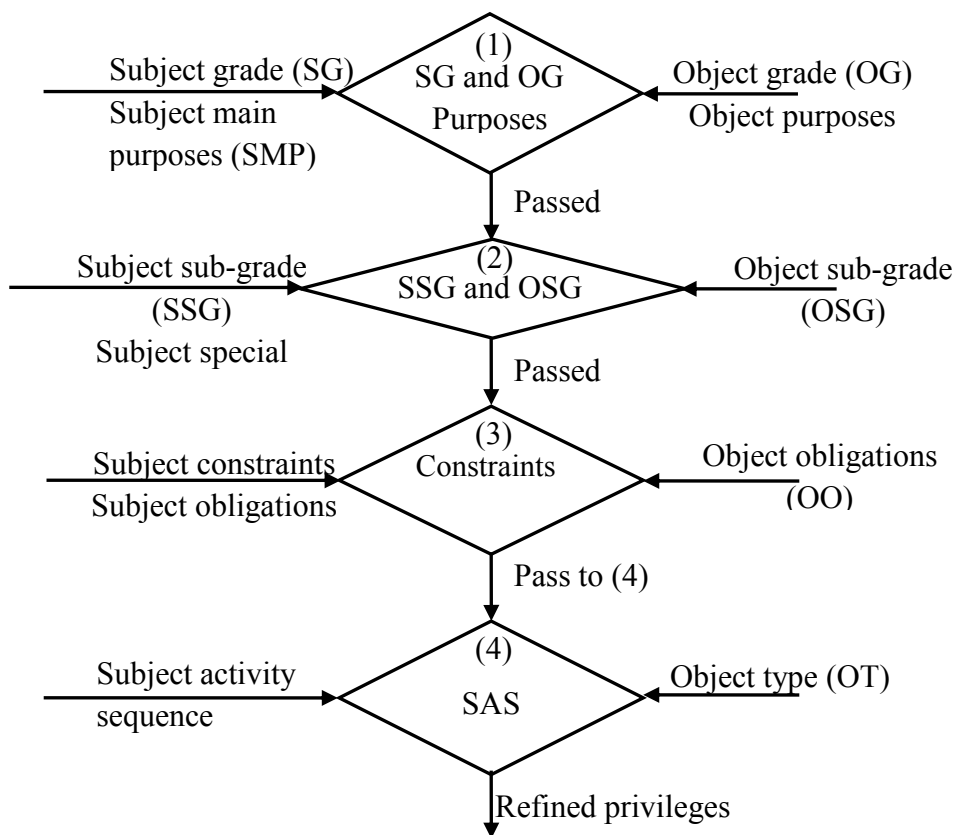 (1)
Subject grade (SG)
SG and OG
Object grade (OG)
Subject main
Purposes
Object purposes
purposes (SMP)
Passed
Subject sub-grade
(2)
Object sub-grade
SSG and OSG
(SSG)
(OSG)
Subject special
Passed
(3)
Subject constraints
Constraints
Object obligations
Subject obligations
(OO)
Pass to (4)
(4)
Subject activity
Object type (OT)
sequence
SAS
Refined privileges